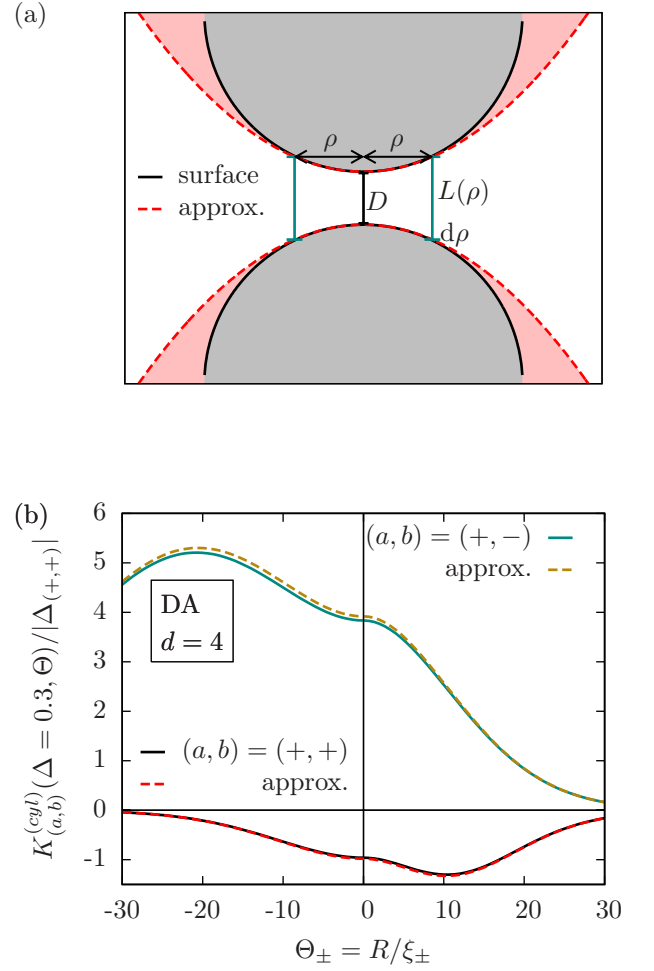 (a)
ρ ρ
surface
approx.
D
L(ρ)
dρ
(b)
K^{(cyl)}_{(a,b)}(Δ = 0.3, Θ)/|Δ_{(+,+)}|
6
5
4
3
2
1
0
-1
(a, b) = (+, −)
approx.
DA
d = 4
(a, b) = (+, +)
approx.
-30 -20 -10 0 10 20 30
Θ_± = R/ξ_±